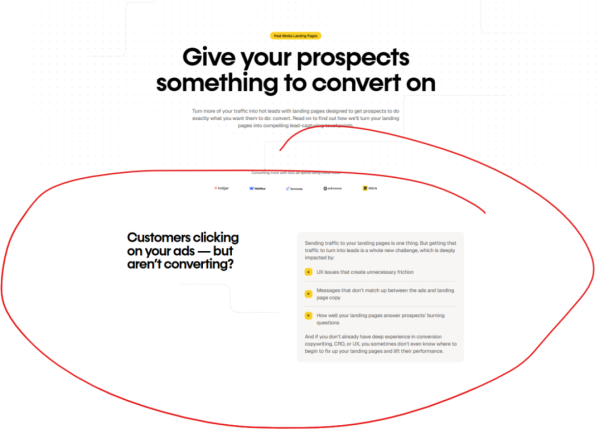 Paid Media Landing Pages
Give your prospects
something to convert on
Turn more of your traffic into hot leads with landing pages designed to get prospects to do
exactly what you want them to do: convert. Read on to find out how we'll turn your landing
pages into compelling lead-capturing
hotjar
Webflow
Customers clicking
on your ads — but
aren't converting?
Sending traffic to your landing pages is one thing. But getting that
traffic to turn into leads is a whole new challenge, which is deeply
impacted by:
UX issues that create unnecessary friction
Messages that don't match up between the ads and landing
page copy
How well your landing pages answer prospects' burning
questions
And if you don't already have deep experience in conversion
copywriting, CRO, or UX, you sometimes don't even know where to
begin to fix up your landing pages and lift their performance.